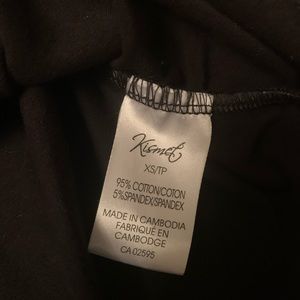 Kismet
XS/TP
95% COTTON/COTON
5%SPANDEX/SPANDEX
MADE IN CAMBODIA
FABRIQUÉ EN
CAMBODGE
CA 02595